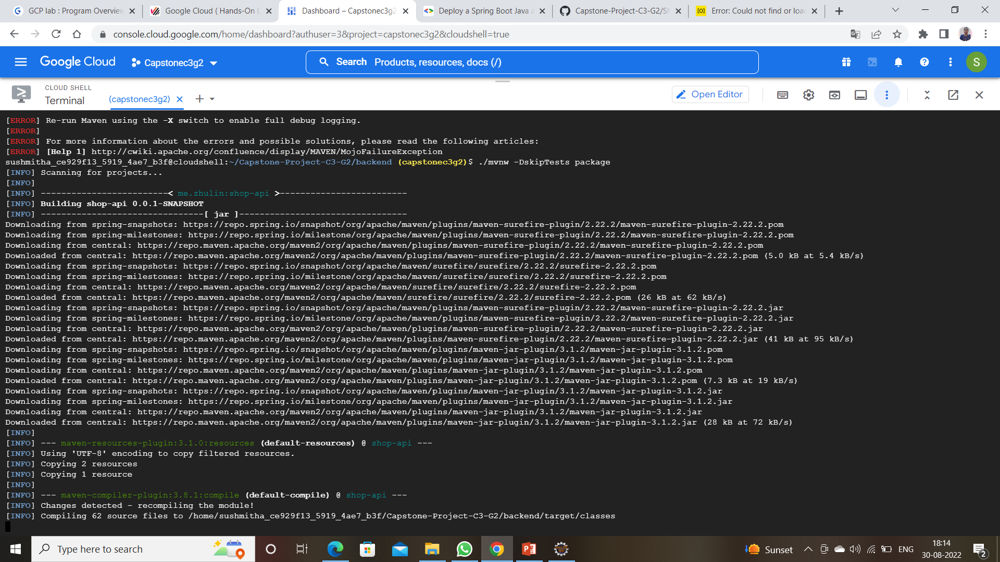 GCP lab : Program Overview
Google Cloud ( Hands-On L
Dashboard – Capstonec3g2
Deploy a Spring Boot Java a
Capstone-Project-C3-G2/Sh
Error: Could not find or loa
console.cloud.google.com/home/dashboard?authuser=3&project=capstonec3g2&cloudshell=true
Google Cloud
Capstonec3g2
Search Products, resources, docs (/)
S
CLOUD SHELL
Terminal
(capstonec3g2)
Open Editor
[ERROR] Re-run Maven using the -X switch to enable full debug logging.
[ERROR]
[ERROR] For more information about the errors and possible solutions, please read the following articles:
[ERROR] [Help 1] http://cwiki.apache.org/confluence/display/MAVEN/MojoFailureException
sushmitha_ce929f13_5919_4ae7_b3f@cloudshell:~/Capstone-Project-C3-G2/backend (capstonec3g2)$ ./mvnw -DskipTests package
[INFO] Scanning for projects...
[INFO]
[INFO] -------------------------< me.zhulin:shop-api >-------------------------
[INFO] Building shop-api 0.0.1-SNAPSHOT
[INFO] --------------------------------[ jar ]---------------------------------
Downloading from spring-snapshots: https://repo.spring.io/snapshot/org/apache/maven/plugins/maven-surefire-plugin/2.22.2/maven-surefire-plugin-2.22.2.pom
Downloading from spring-milestones: https://repo.spring.io/milestone/org/apache/maven/plugins/maven-surefire-plugin/2.22.2/maven-surefire-plugin-2.22.2.pom
Downloading from central: https://repo.maven.apache.org/maven2/org/apache/maven/plugins/maven-surefire-plugin/2.22.2/maven-surefire-plugin-2.22.2.pom
Downloaded from central: https://repo.maven.apache.org/maven2/org/apache/maven/plugins/maven-surefire-plugin/2.22.2/maven-surefire-plugin-2.22.2.pom (5.0 kB at 5.4 kB/s)
Downloading from spring-snapshots: https://repo.spring.io/snapshot/org/apache/maven/surefire/surefire/2.22.2/surefire-2.22.2.pom
Downloading from spring-milestones: https://repo.spring.io/milestone/org/apache/maven/surefire/surefire/2.22.2/surefire-2.22.2.pom
Downloading from central: https://repo.maven.apache.org/maven2/org/apache/maven/surefire/surefire/2.22.2/surefire-2.22.2.pom
Downloaded from central: https://repo.maven.apache.org/maven2/org/apache/maven/surefire/surefire/2.22.2/surefire-2.22.2.pom (26 kB at 62 kB/s)
Downloading from spring-snapshots: https://repo.spring.io/snapshot/org/apache/maven/plugins/maven-surefire-plugin/2.22.2/maven-surefire-plugin-2.22.2.jar
Downloading from spring-milestones: https://repo.spring.io/milestone/org/apache/maven/plugins/maven-surefire-plugin/2.22.2/maven-surefire-plugin-2.22.2.jar
Downloading from central: https://repo.maven.apache.org/maven2/org/apache/maven/plugins/maven-surefire-plugin/2.22.2/maven-surefire-plugin-2.22.2.jar
Downloaded from central: https://repo.maven.apache.org/maven2/org/apache/maven/plugins/maven-surefire-plugin/2.22.2/maven-surefire-plugin-2.22.2.jar (41 kB at 95 kB/s)
Downloading from spring-snapshots: https://repo.spring.io/snapshot/org/apache/maven/plugins/maven-jar-plugin/3.1.2/maven-jar-plugin-3.1.2.pom
Downloading from spring-milestones: https://repo.spring.io/milestone/org/apache/maven/plugins/maven-jar-plugin/3.1.2/maven-jar-plugin-3.1.2.pom
Downloading from central: https://repo.maven.apache.org/maven2/org/apache/maven/plugins/maven-jar-plugin/3.1.2/maven-jar-plugin-3.1.2.pom
Downloaded from central: https://repo.maven.apache.org/maven2/org/apache/maven/plugins/maven-jar-plugin/3.1.2/maven-jar-plugin-3.1.2.pom (7.3 kB at 19 kB/s)
Downloading from spring-snapshots: https://repo.spring.io/snapshot/org/apache/maven/plugins/maven-jar-plugin/3.1.2/maven-jar-plugin-3.1.2.jar
Downloading from spring-milestones: https://repo.spring.io/milestone/org/apache/maven/plugins/maven-jar-plugin/3.1.2/maven-jar-plugin-3.1.2.jar
Downloading from central: https://repo.maven.apache.org/maven2/org/apache/maven/plugins/maven-jar-plugin/3.1.2/maven-jar-plugin-3.1.2.jar
Downloaded from central: https://repo.maven.apache.org/maven2/org/apache/maven/plugins/maven-jar-plugin/3.1.2/maven-jar-plugin-3.1.2.jar (28 kB at 72 kB/s)
[INFO]
[INFO] --- maven-resources-plugin:3.1.0:resources (default-resources) @ shop-api ---
[INFO] Using 'UTF-8' encoding to copy filtered resources.
[INFO] Copying 2 resources
[INFO] Copying 1 resource
[INFO]
[INFO] --- maven-compiler-plugin:3.8.1:compile (default-compile) @ shop-api ---
[INFO] Changes detected - recompiling the module!
[INFO] Compiling 62 source files to /home/sushmitha_ce929f13_5919_4ae7_b3f/Capstone-Project-C3-G2/backend/target/classes
Type here to search
Sunset
ENG
18:14
30-08-2022
2